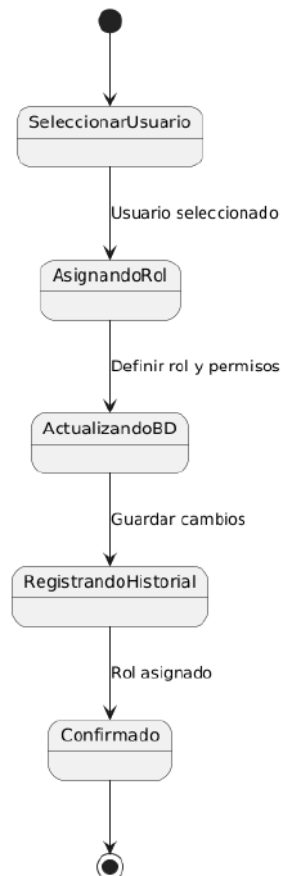 SeleccionarUsuario
Usuario seleccionado
AsignandoRol
Definir rol y permisos
ActualizandoBD
Guardar cambios
RegistrandoHistorial
Rol asignado
Confirmado